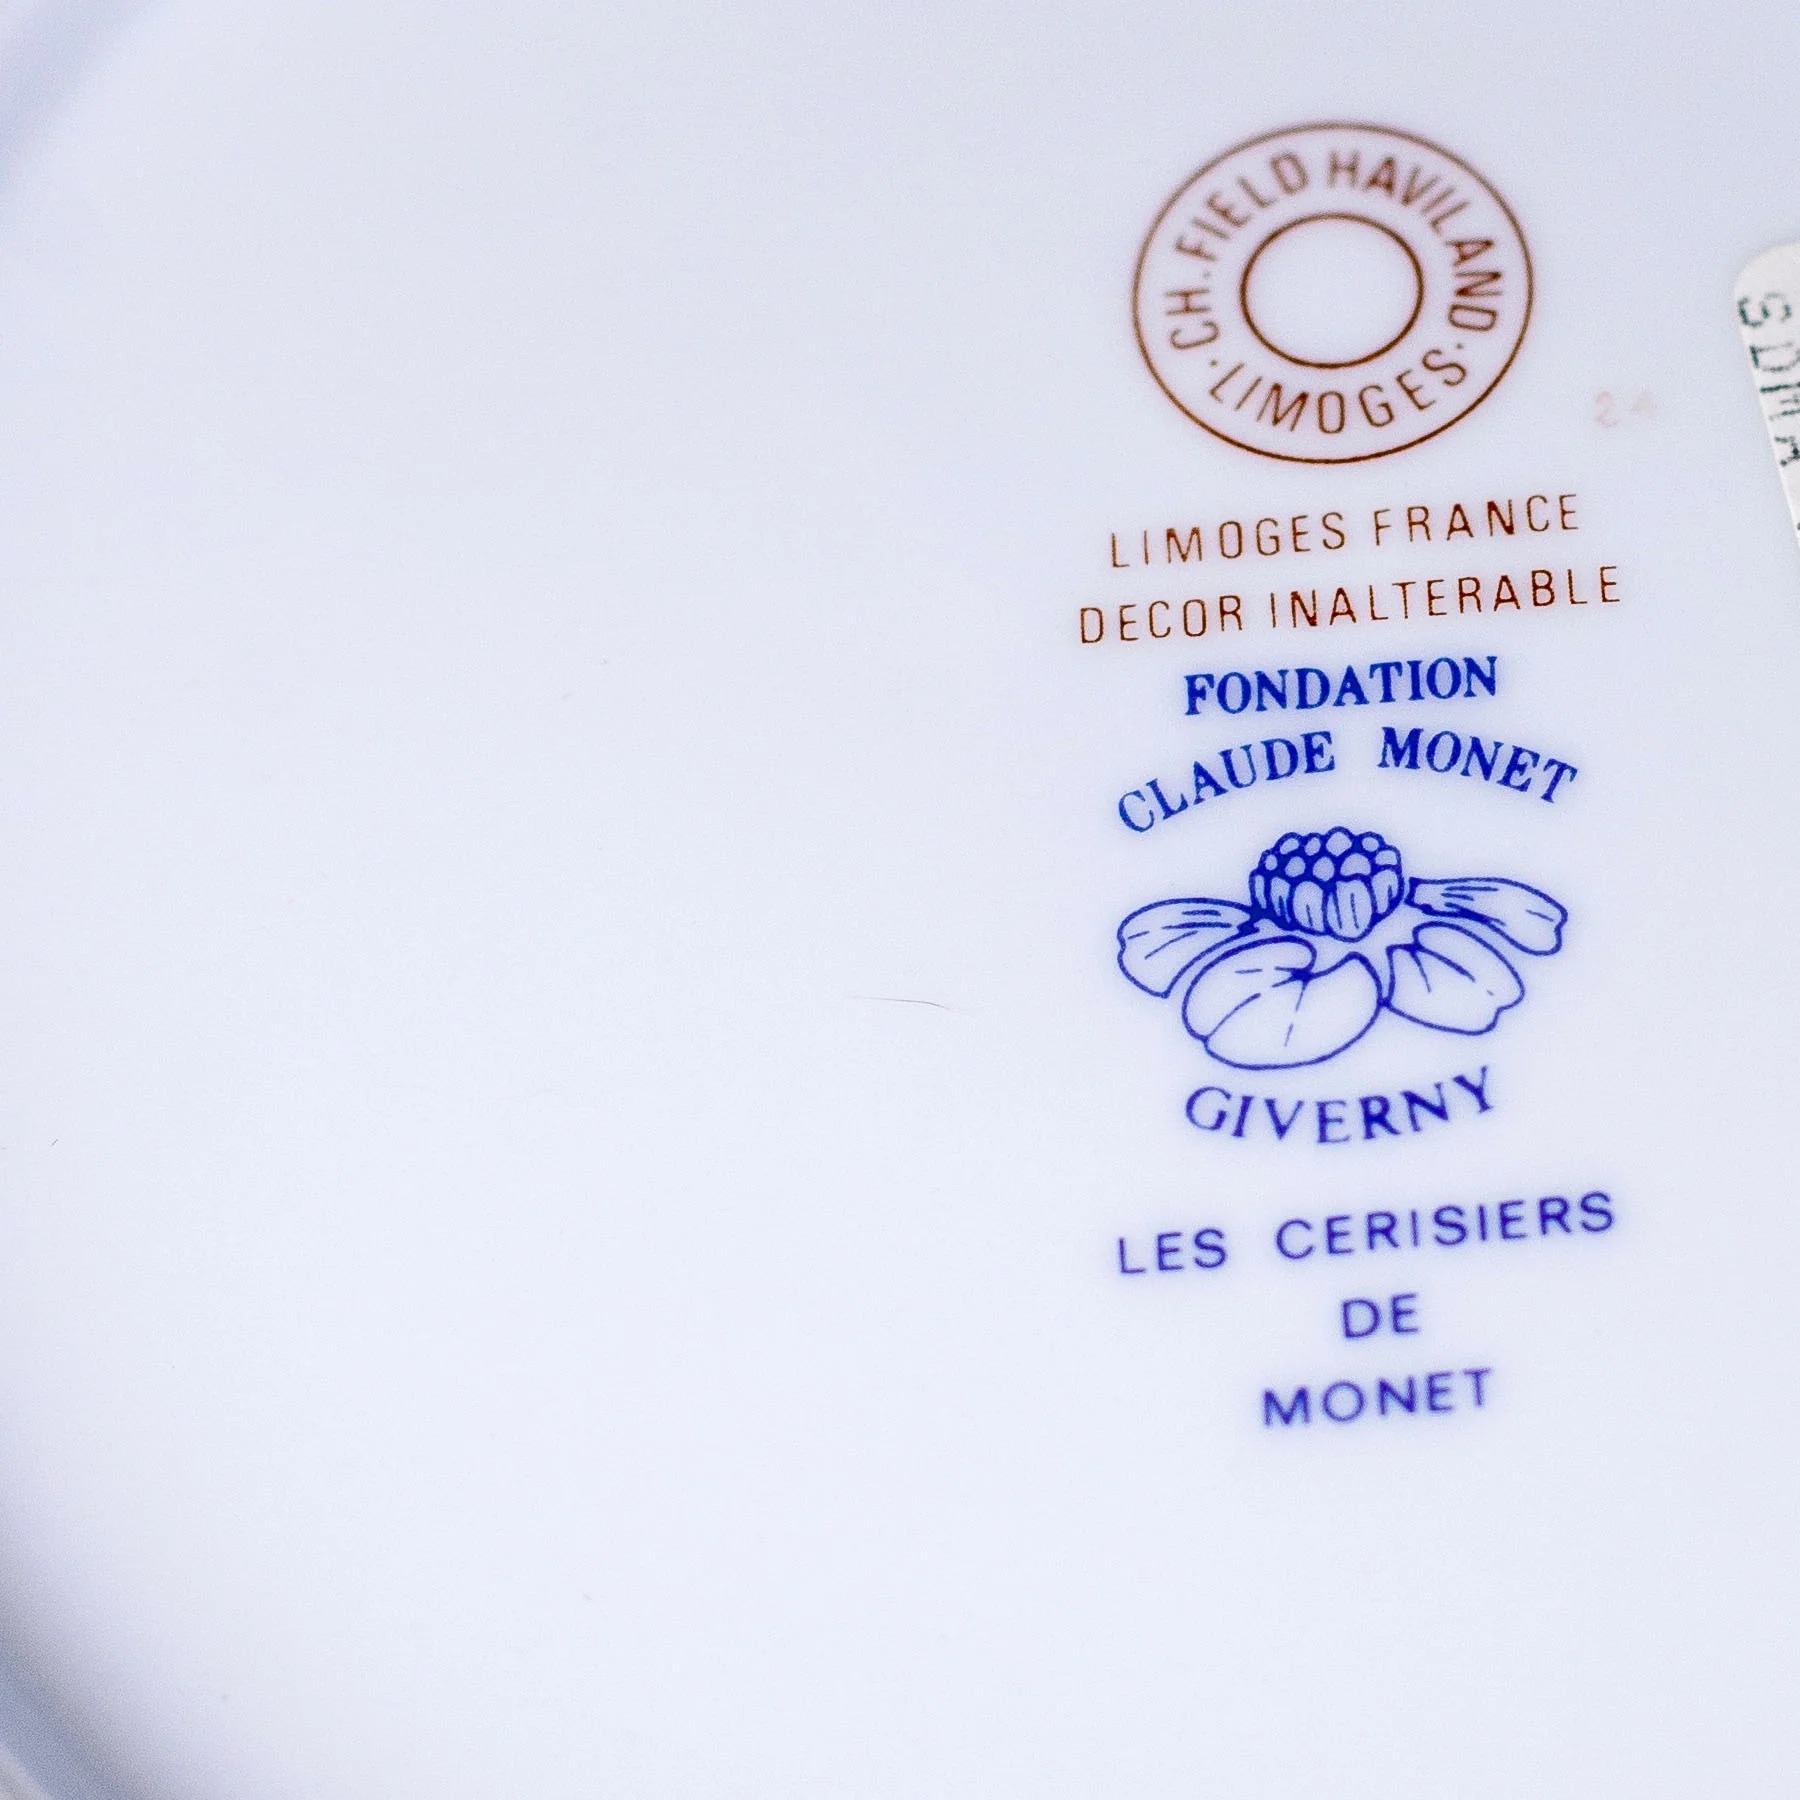 CH. FIELD HAVILAND
· LIMOGES ·
LIMOGES FRANCE
DECOR INALTERABLE
FONDATION
CLAUDE MONET
GIVERNY
LES CERISIERS
DE
MONET